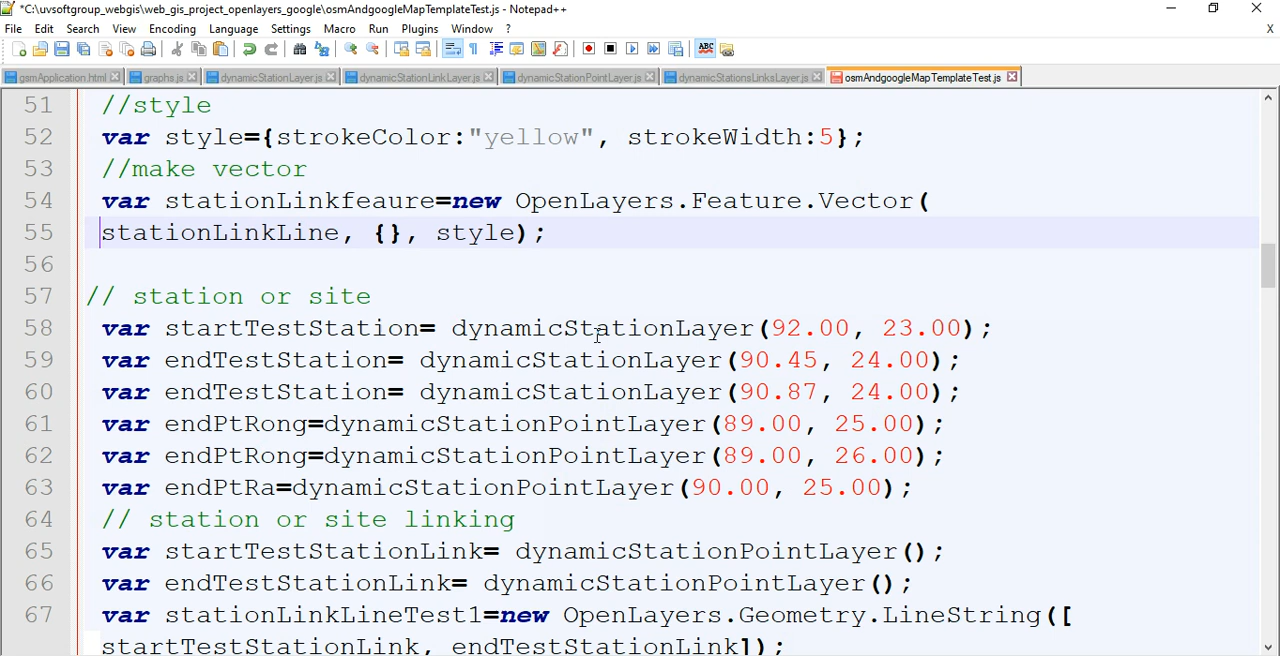 *C:\uvsoftgroup_webgis\web_gis_project_openlayers_google\osmAndgoogleMapTemplateTest.js - Notepad++
File Edit Search View Encoding Language Settings Macro Run Plugins Window ? X
gsmApplication.html graphs.js dynamicStationLayer.js dynamicStationLinkLayer.js dynamicStationPointLayer.js dynamicStationsLinksLayer.js osmAndgoogleMapTemplateTest.js
51 //style
52 var style={strokeColor:"yellow", strokeWidth:5};
53 //make vector
54 var stationLinkfeaure=new OpenLayers.Feature.Vector(
55 stationLinkLine, {}, style);
56
57 // station or site
58 var startTestStation= dynamicStationLayer(92.00, 23.00);
59 var endTestStation= dynamicStationLayer(90.45, 24.00);
60 var endTestStation= dynamicStationLayer(90.87, 24.00);
61 var endPtRong=dynamicStationPointLayer(89.00, 25.00);
62 var endPtRong=dynamicStationPointLayer(89.00, 26.00);
63 var endPtRa=dynamicStationPointLayer(90.00, 25.00);
64 // station or site linking
65 var startTestStationLink= dynamicStationPointLayer();
66 var endTestStationLink= dynamicStationPointLayer();
67 var stationLinkLineTest1=new OpenLayers.Geometry.LineString([
startTestStationLink, endTestStationLink]);